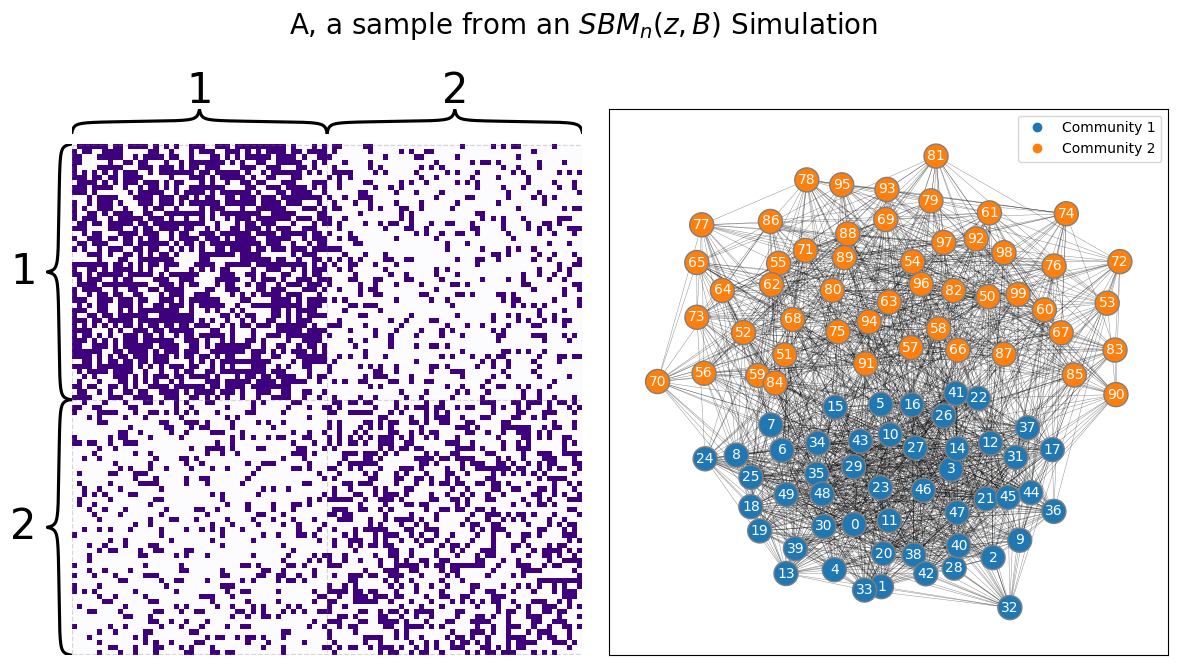 A, a sample from an $SBM_n(z, B)$ Simulation
1 2
1
2
Community 1
Community 2
81
78 95 93
79
77 86 88 69 61 74
71 97 92
65 55 89 54 98 76 72
64 62 80 96 82 50 99 53
63 60
73 52 68 75 94 58 67
51 57 66 87 83
91
70 56 59 84 85 90
41 22
15 5 16 26
7 37
34 43 10 12
24 8 6 27 14 31 17
25 35 29 3
49 48 23 46 21 45 44
18 47 36
19 30 0 11
39 20 38 40 2 9
13 4 42 28
33 1
32